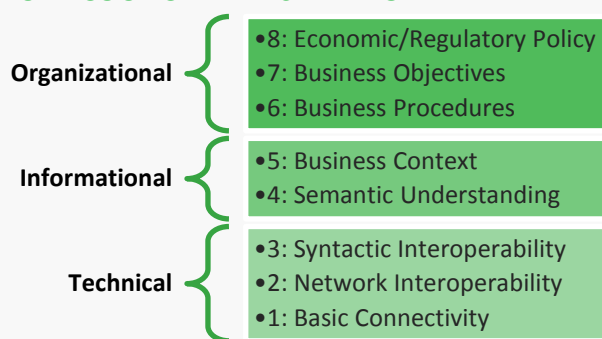 Organizational
•8: Economic/Regulatory Policy
•7: Business Objectives
•6: Business Procedures
Informational
•5: Business Context
•4: Semantic Understanding
Technical
•3: Syntactic Interoperability
•2: Network Interoperability
•1: Basic Connectivity